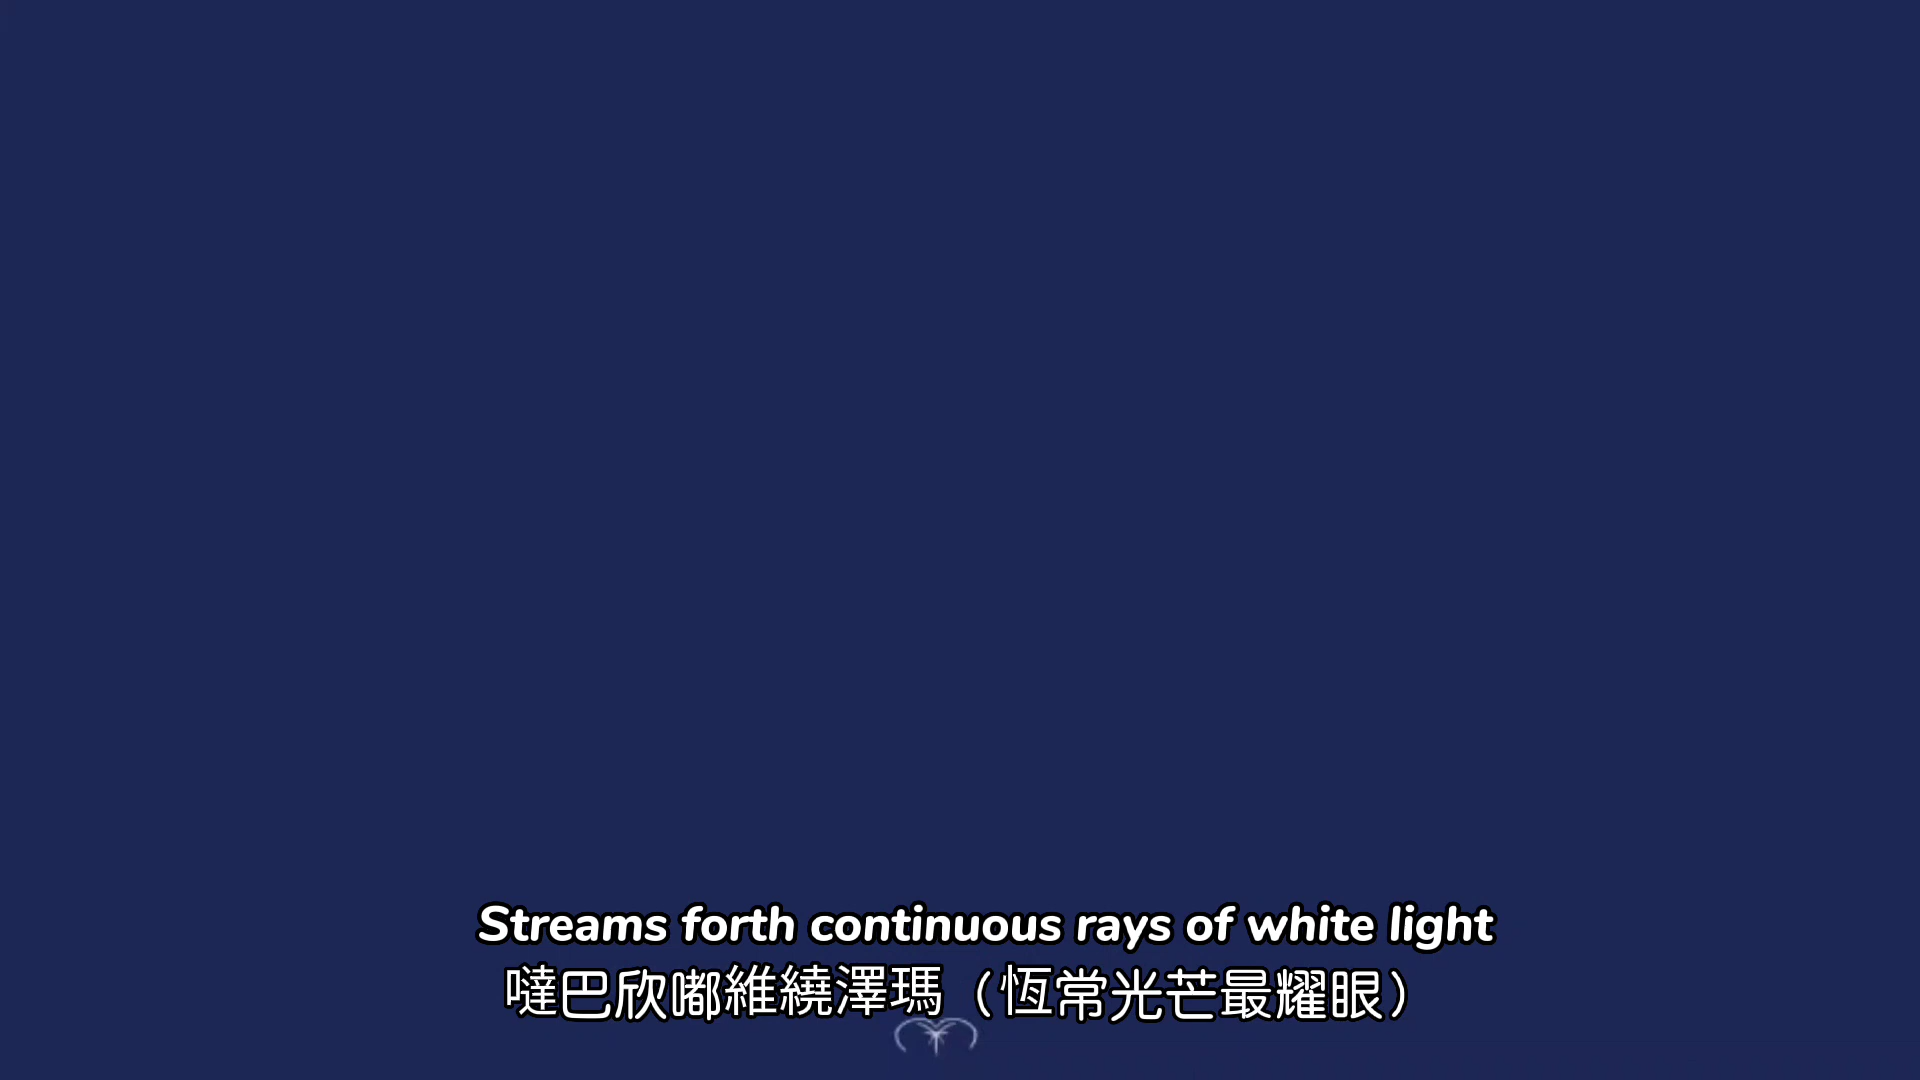 Streams forth continuous rays of white light
噠巴欣嘟維繞澤瑪（恆常光芒最耀眼）